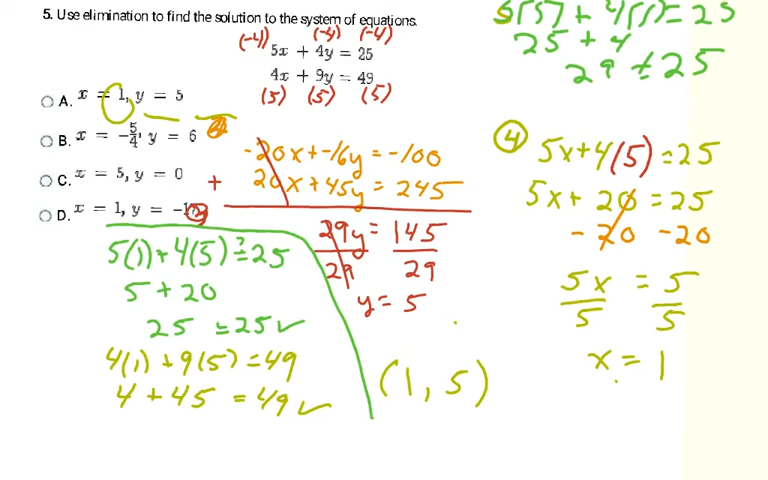 5. Use elimination to find the solution to the system of equations.
(-4) (-4) (-4)
5x + 4y = 25
4x + 9y = 49
(5) (5) (5)
A. x = 1, y = 5
B. x = -5/4, y = 6
C. x = 5, y = 0
D. x = 1, y = -1
-20x + -16y = -100
+ 20x + 45y = 245
29y = 145
29 29
y = 5
5(1) + 4(5) ?= 25
5 + 20
25 = 25 ✓
4(1) + 9(5) = 49
4 + 45 = 49 ✓
(1, 5)
5(5) + 4(1) = 25
25 + 4
29 ≠ 25
④ 5x + 4(5) = 25
5x + 20 = 25
- 20 -20
5x = 5
5 5
x = 1